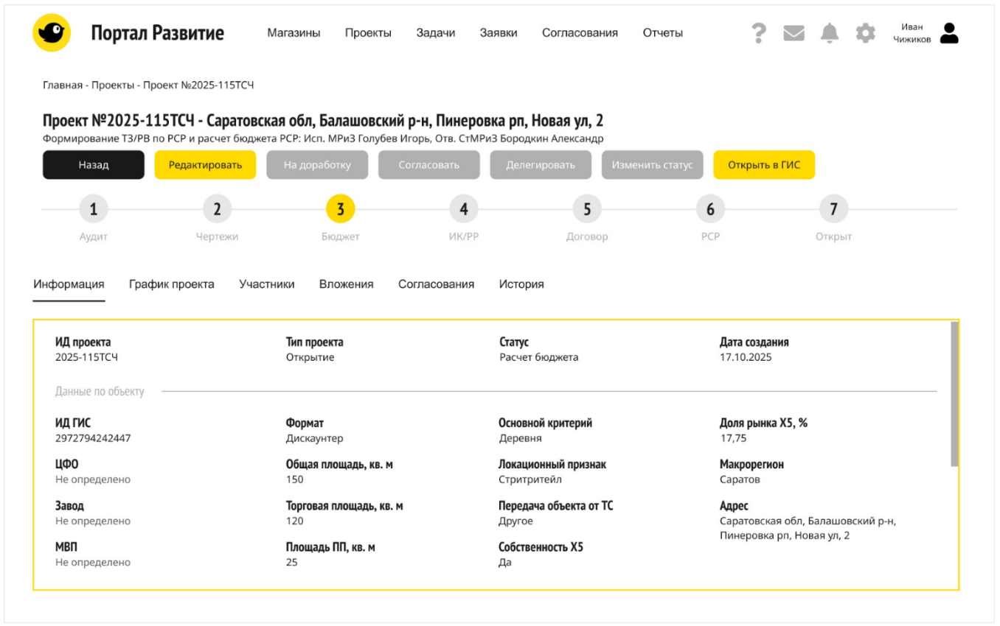 Портал Развитие
Магазины Проекты Задачи Заявки Согласования Отчеты
Иван
Чижиков
Главная - Проекты - Проект №2025-115ТСЧ
Проект №2025-115ТСЧ - Саратовская обл, Балашовский р-н, Пинеровка рп, Новая ул, 2
Формирование ТЗ/РВ по РСР и расчет бюджета РСР: Исп. МРиЗ Голубев Игорь, Отв. СтМРиЗ Бородкин Александр
Назад Редактировать На доработку Согласовать Делегировать Изменить статус Открыть в ГИС
1 2 3 4 5 6 7
Аудит Чертежи Бюджет ИК/РР Договор РСР Открыт
Информация График проекта Участники Вложения Согласования История
ИД проекта Тип проекта Статус Дата создания
2025-115ТСЧ Открытие Расчет бюджета 17.10.2025
Данные по объекту
ИД ГИС Формат Основной критерий Доля рынка X5, %
2972794242447 Дискаунтер Деревня 17,75
ЦФО Общая площадь, кв. м Локационный признак Макрорегион
Не определено 150 Стритритейл Саратов
Завод Торговая площадь, кв. м Передача объекта от ТС Адрес
Не определено 120 Другое Саратовская обл, Балашовский р-н,
Пинеровка рп, Новая ул, 2
МВП Площадь ПП, кв. м Собственность X5
Не определено 25 Да